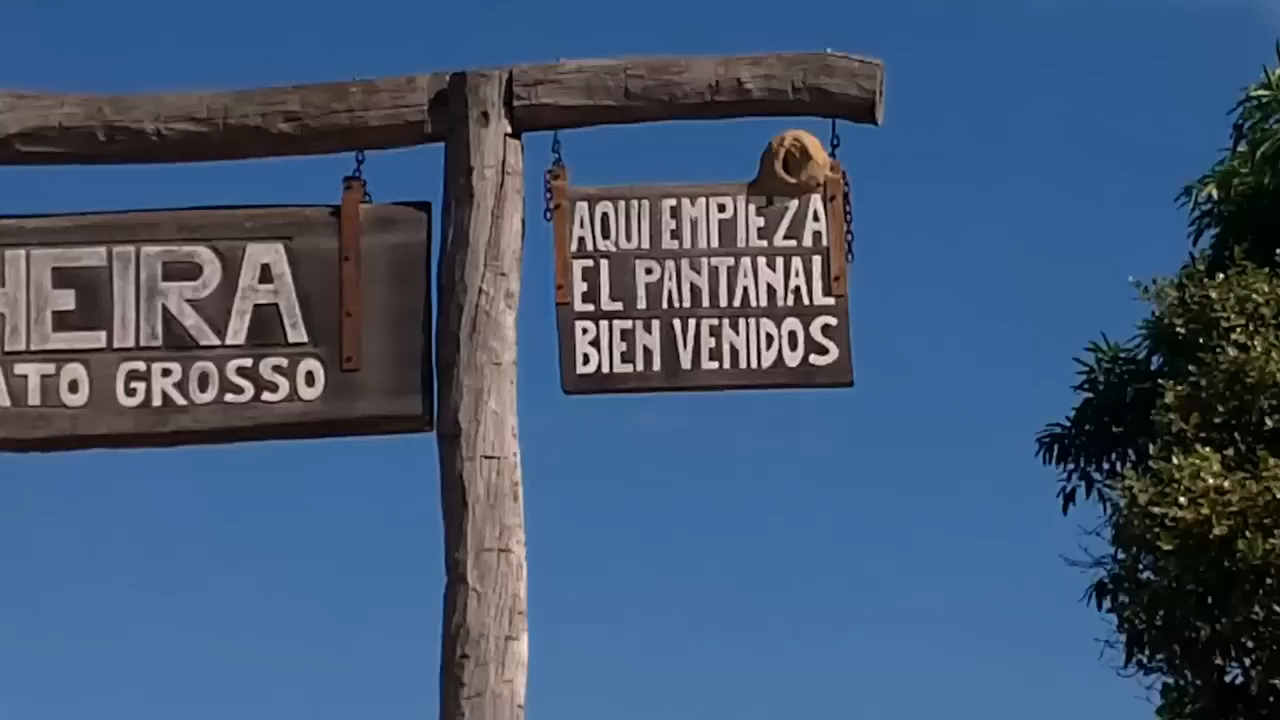 HEIRA
ATO GROSSO
AQUI EMPIEZA
EL PANTANAL
BIEN VENIDOS